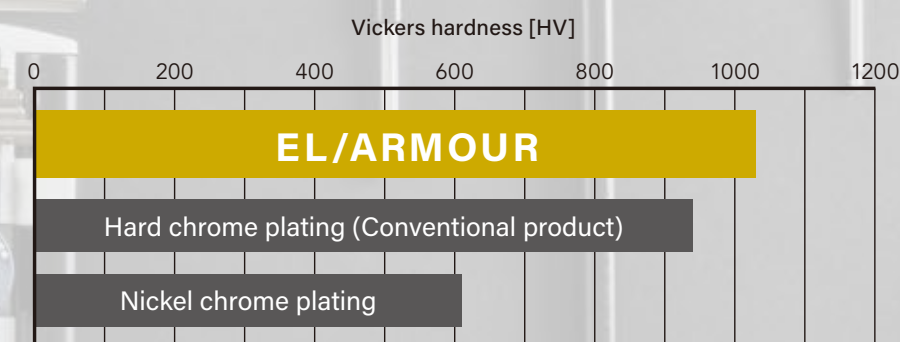 Vickers hardness [HV]
0 200 400 600 800 1000 1200
EL/ARMOUR
Hard chrome plating (Conventional product)
Nickel chrome plating